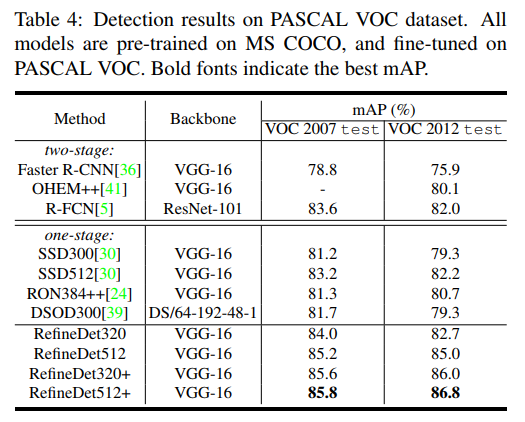 Table 4: Detection results on PASCAL VOC dataset. All
models are pre-trained on MS COCO, and fine-tuned on
PASCAL VOC. Bold fonts indicate the best mAP.
Method Backbone mAP (%)
VOC 2007 test VOC 2012 test
two-stage:
Faster R-CNN[36] VGG-16 78.8 75.9
OHEM++[41] VGG-16 - 80.1
R-FCN[5] ResNet-101 83.6 82.0
one-stage:
SSD300[30] VGG-16 81.2 79.3
SSD512[30] VGG-16 83.2 82.2
RON384++[24] VGG-16 81.3 80.7
DSOD300[39] DS/64-192-48-1 81.7 79.3
RefineDet320 VGG-16 84.0 82.7
RefineDet512 VGG-16 85.2 85.0
RefineDet320+ VGG-16 85.6 86.0
RefineDet512+ VGG-16 85.8 86.8